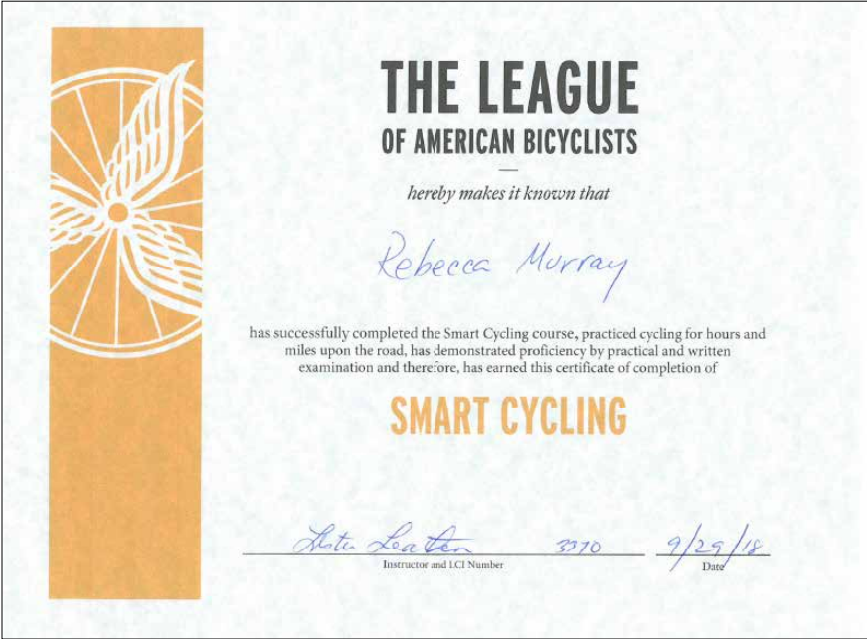 THE LEAGUE
OF AMERICAN BICYCLISTS
hereby makes it known that
Rebecca Murray
has successfully completed the Smart Cycling course, practiced cycling for hours and
miles upon the road, has demonstrated proficiency by practical and written
examination and therefore, has earned this certificate of completion of
SMART CYCLING
3370 9/29/18
Instructor and LCI Number Date